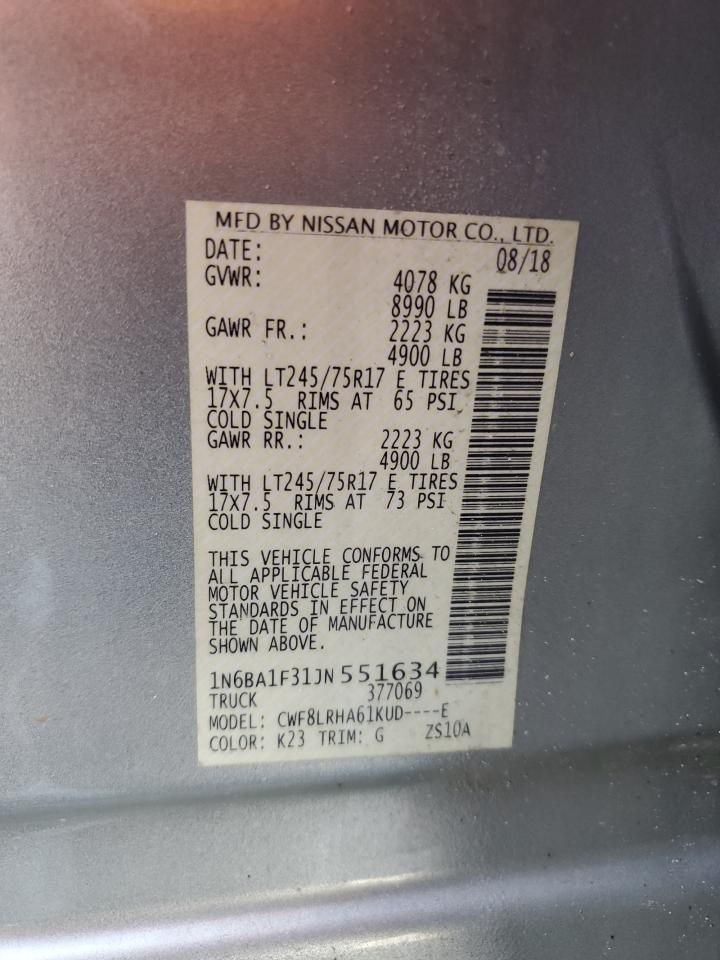 MFD BY NISSAN MOTOR CO., LTD.
DATE: 08/18
GVWR: 4078 KG
8990 LB
GAWR FR.: 2223 KG
4900 LB
WITH LT245/75R17 E TIRES
17X7.5 RIMS AT 65 PSI
COLD SINGLE
GAWR RR.: 2223 KG
4900 LB
WITH LT245/75R17 E TIRES
17X7.5 RIMS AT 73 PSI
COLD SINGLE
THIS VEHICLE CONFORMS TO
ALL APPLICABLE FEDERAL
MOTOR VEHICLE SAFETY
STANDARDS IN EFFECT ON
THE DATE OF MANUFACTURE
SHOWN ABOVE.
1N6BA1F31JN551634
TRUCK 377069
MODEL: CWF8LRHA61KUD----E
COLOR: K23 TRIM: G ZS10A